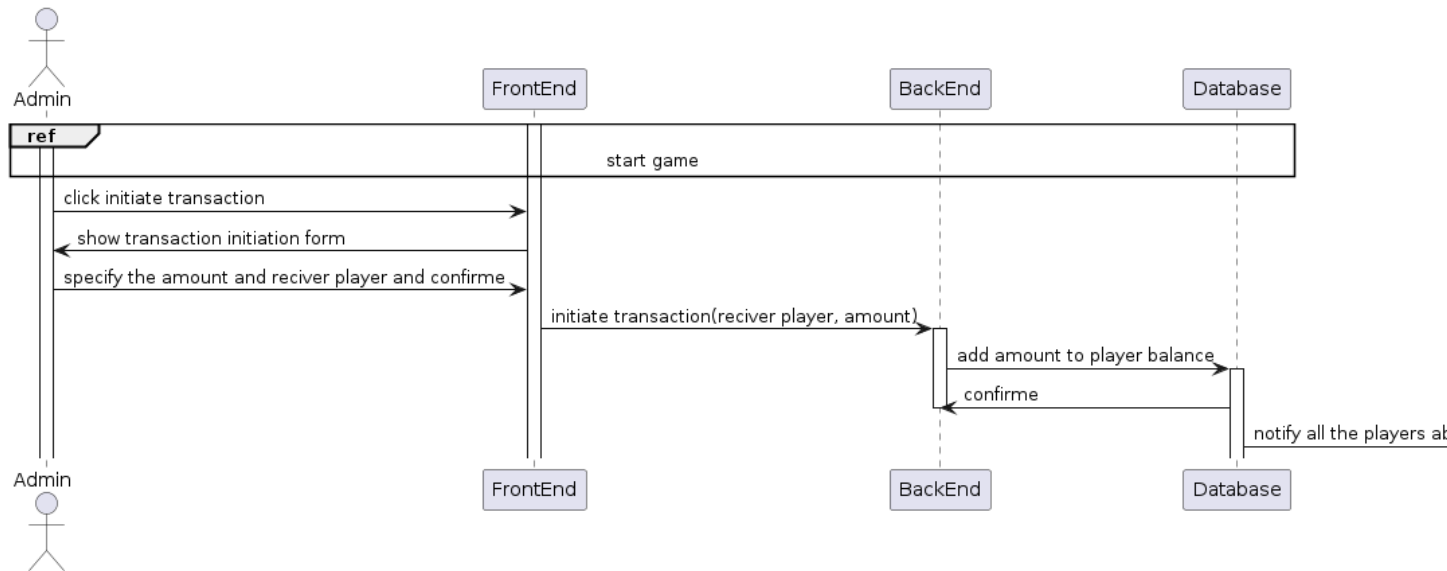 Admin
FrontEnd
BackEnd
Database
ref
start game
click initiate transaction
show transaction initiation form
specify the amount and reciver player and confirme
initiate transaction(reciver player, amount)
add amount to player balance
confirme
notify all the players
Admin
FrontEnd
BackEnd
Database